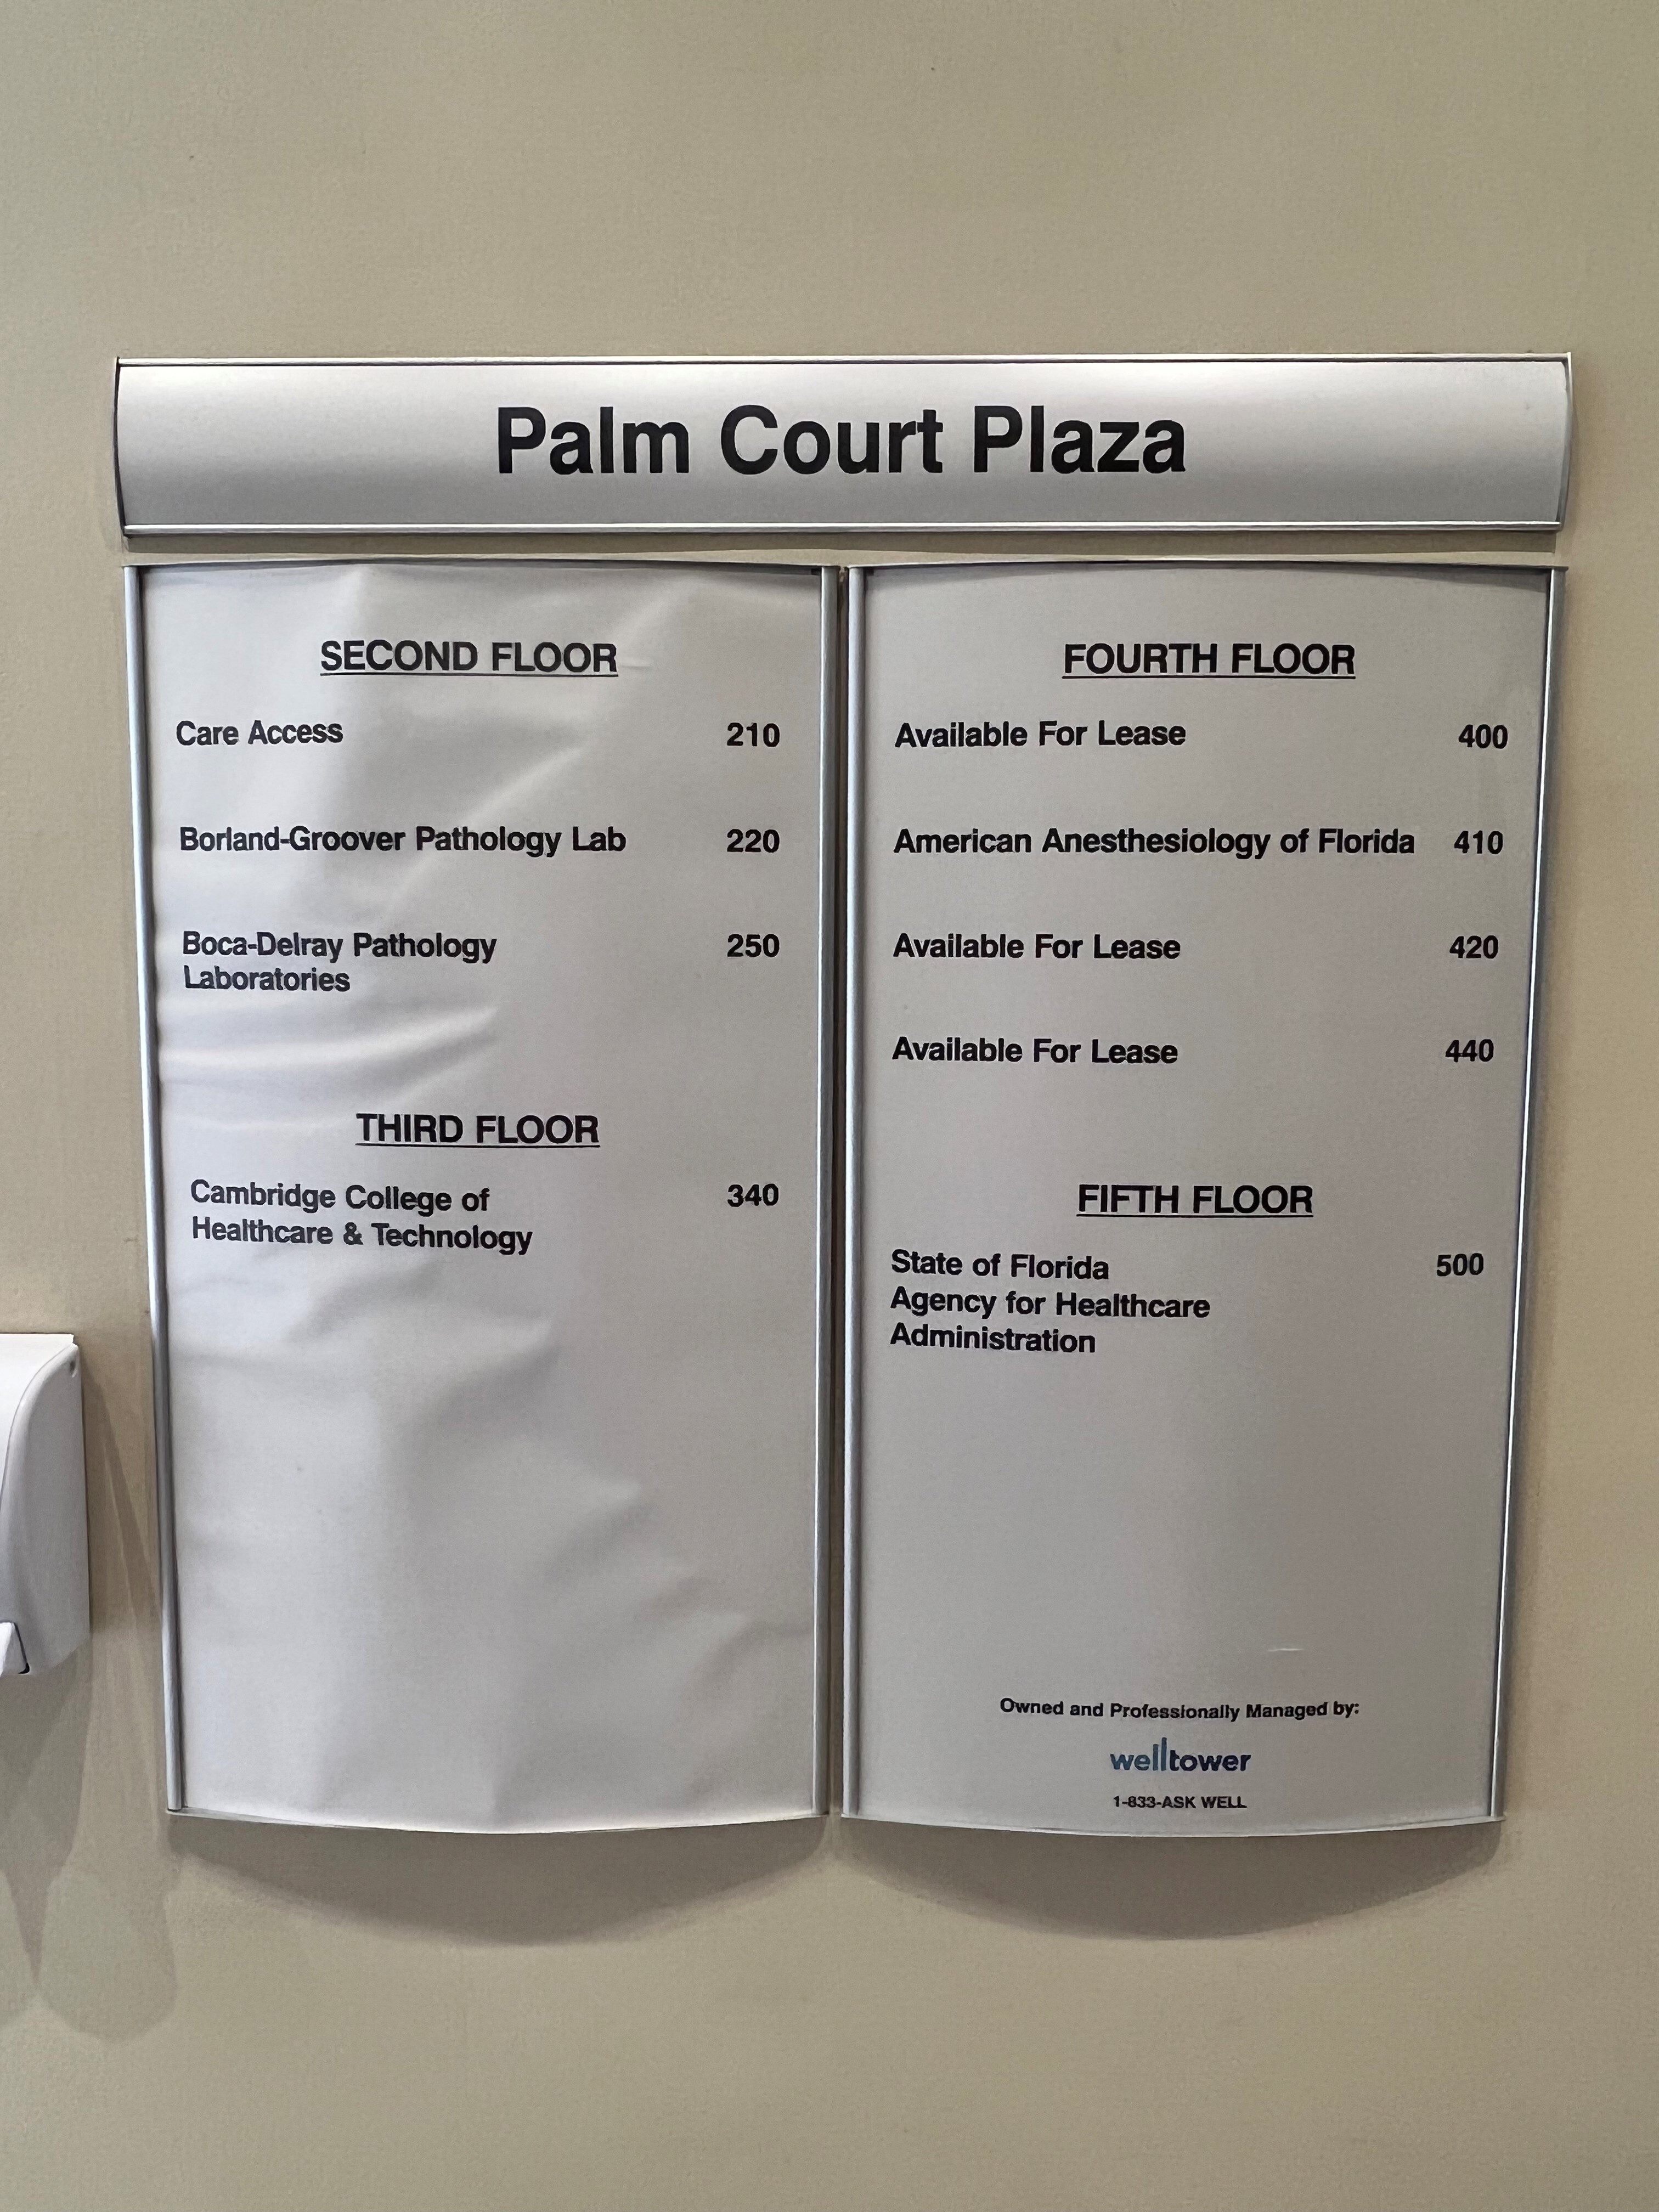 Palm Court Plaza
SECOND FLOOR
Care Access 210
Borland-Groover Pathology Lab 220
Boca-Delray Pathology 250
Laboratories
THIRD FLOOR
Cambridge College of 340
Healthcare & Technology
FOURTH FLOOR
Available For Lease 400
American Anesthesiology of Florida 410
Available For Lease 420
Available For Lease 440
FIFTH FLOOR
State of Florida 500
Agency for Healthcare
Administration
Owned and Professionally Managed by:
welltower
1-833-ASK WELL